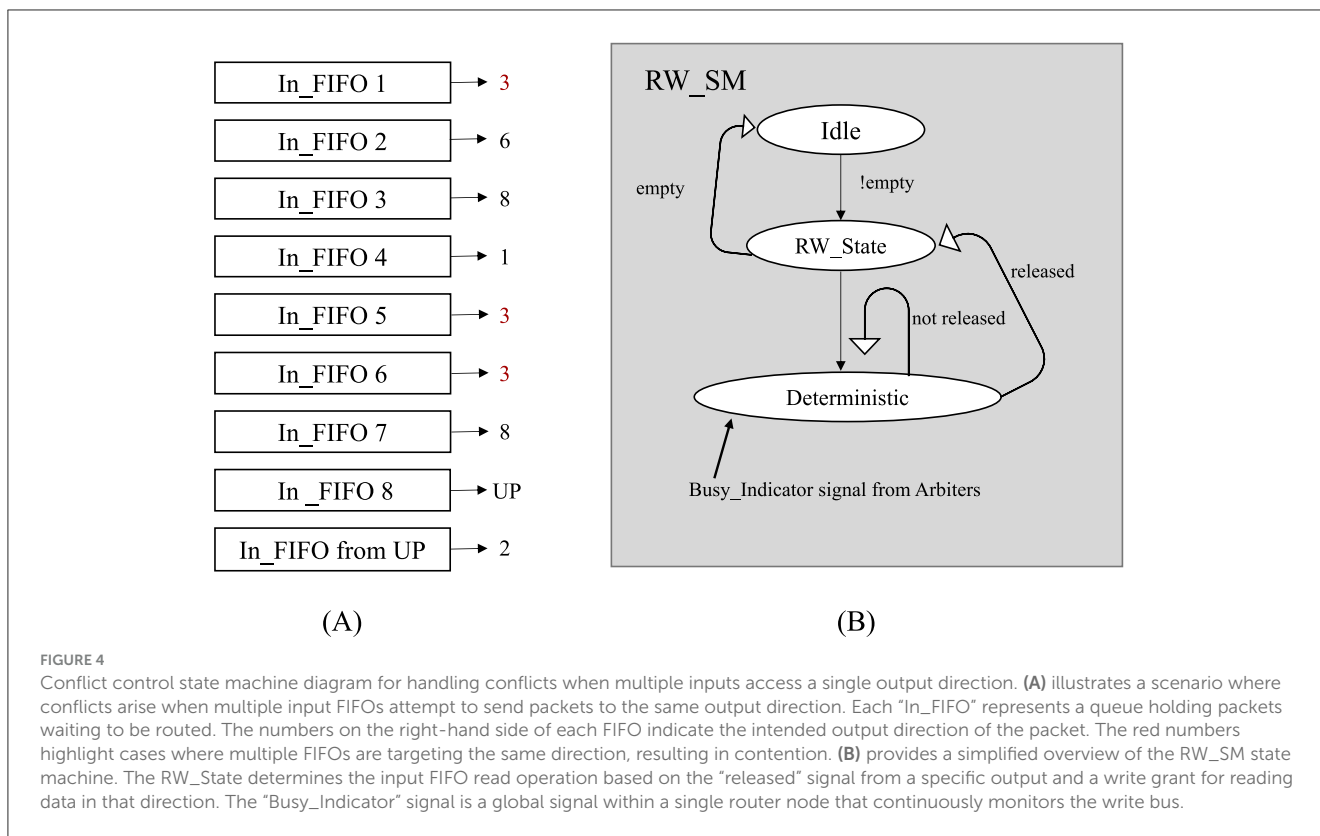 In_FIFO 1
3
In_FIFO 2
6
In_FIFO 3
8
In_FIFO 4
1
In_FIFO 5
3
In_FIFO 6
3
In_FIFO 7
8
In _FIFO 8
UP
In_FIFO from UP
2
(A)
RW_SM
Idle
empty
!empty
RW_State
released
not released
Deterministic
Busy_Indicator signal from Arbiters
(B)
FIGURE 4
Conflict control state machine diagram for handling conflicts when multiple inputs access a single output direction. (A) illustrates a scenario where
conflicts arise when multiple input FIFOs attempt to send packets to the same output direction. Each "In_FIFO" represents a queue holding packets
waiting to be routed. The numbers on the right-hand side of each FIFO indicate the intended output direction of the packet. The red numbers
highlight cases where multiple FIFOs are targeting the same direction, resulting in contention. (B) provides a simplified overview of the RW_SM state
machine. The RW_State determines the input FIFO read operation based on the "released" signal from a specific output and a write grant for reading
data in that direction. The "Busy_Indicator" signal is a global signal within a single router node that continuously monitors the write bus.